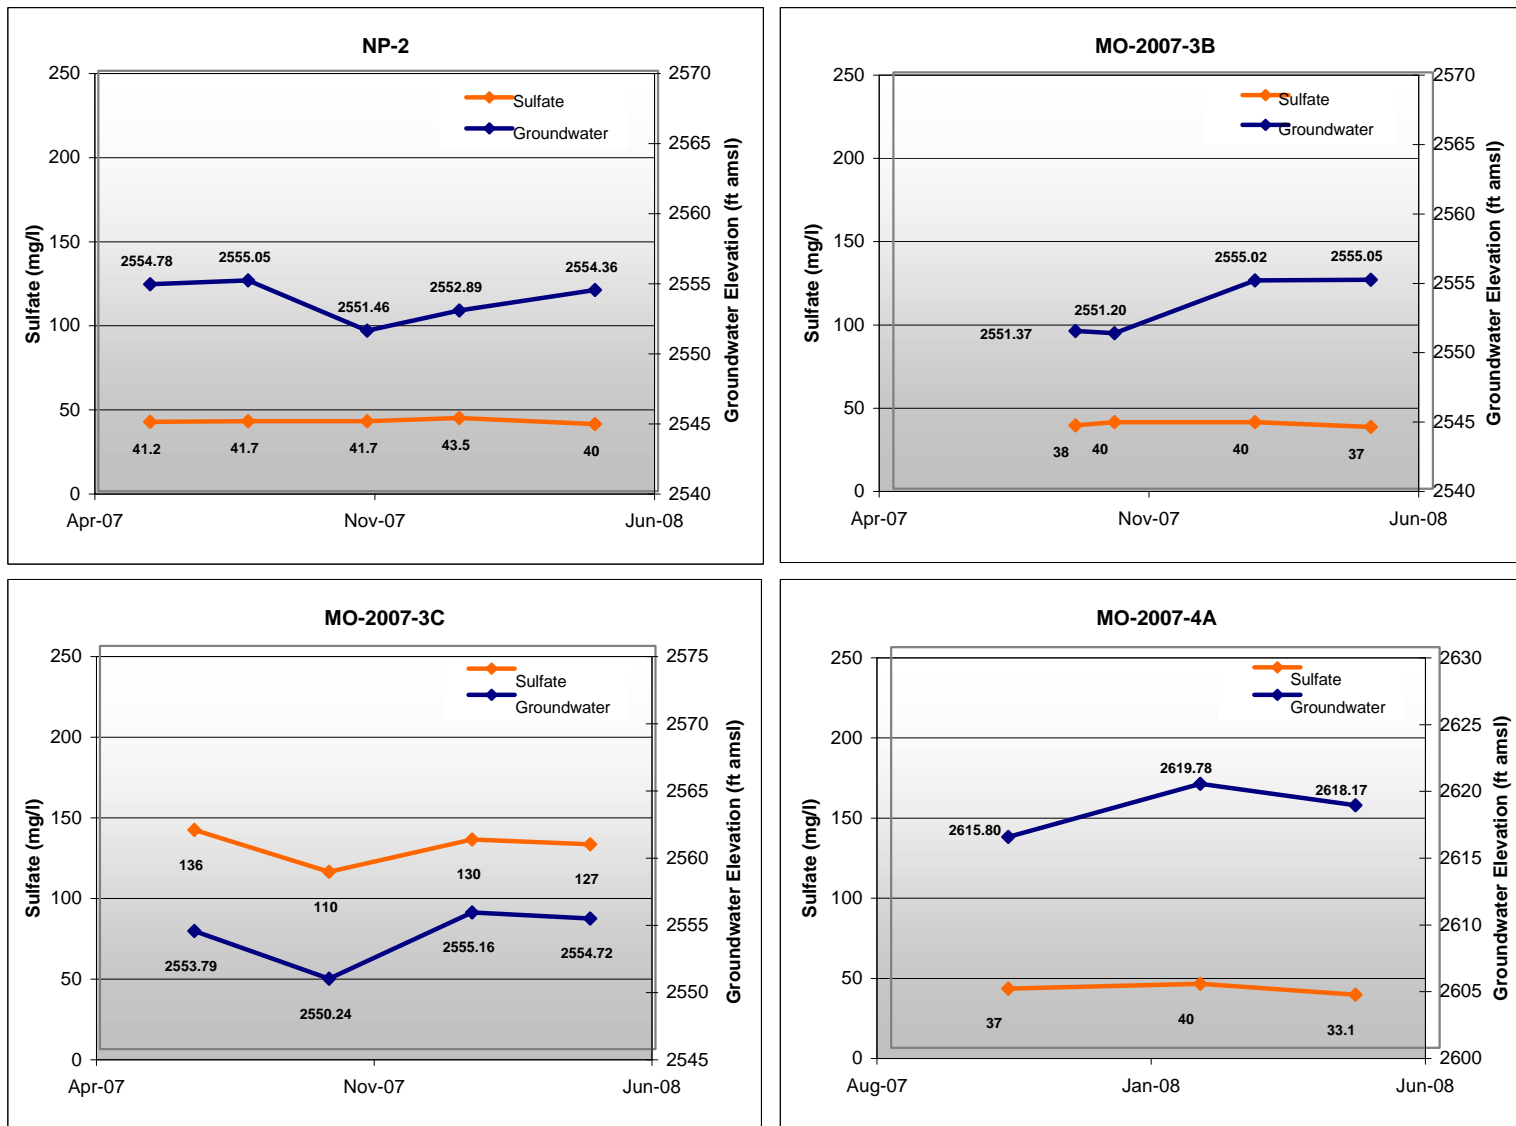 NP-2
250
200
150
100
50
0
Sulfate (mg/l)
2570
2565
2560
2555
2550
2545
2540
Groundwater Elevation (ft amsl)
Sulfate
Groundwater
2554.78
2555.05
2551.46
2552.89
2554.36
41.2
41.7
41.7
43.5
40
Apr-07
Nov-07
Jun-08
MO-2007-3B
250
200
150
100
50
0
Sulfate (mg/l)
2570
2565
2560
2555
2550
2545
2540
Groundwater Elevation (ft amsl)
Sulfate
Groundwater
2551.37
2551.20
2555.02
2555.05
38
40
40
37
Apr-07
Nov-07
Jun-08
MO-2007-3C
250
200
150
100
50
0
Sulfate (mg/l)
2575
2570
2565
2560
2555
2550
2545
Groundwater Elevation (ft amsl)
Sulfate
Groundwater
136
110
130
127
2553.79
2550.24
2555.16
2554.72
Apr-07
Nov-07
Jun-08
MO-2007-4A
250
200
150
100
50
0
Sulfate (mg/l)
2630
2625
2620
2615
2610
2605
2600
Groundwater Elevation (ft amsl)
Sulfate
Groundwater
2615.80
2619.78
2618.17
37
40
33.1
Aug-07
Jan-08
Jun-08